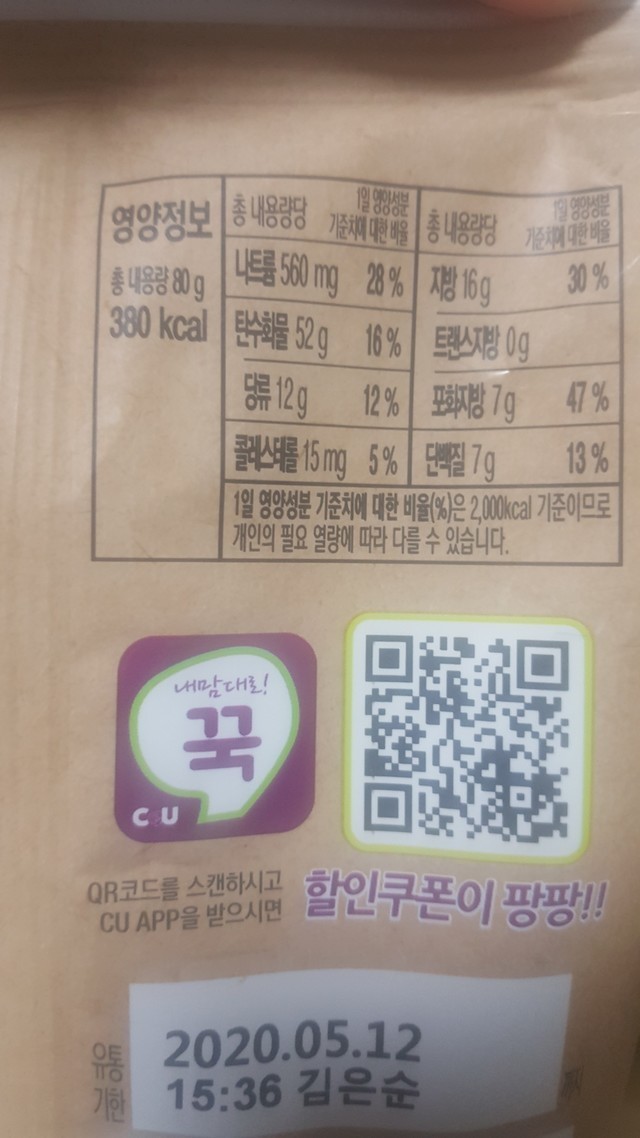 영양정보
총 내용량 80 g
380 kcal
총 내용량당 1일 영양성분 기준치에 대한 비율
총 내용량당 1일 영양성분 기준치에 대한 비율
나트륨 560 mg 28 % 지방 16 g 30 %
탄수화물 52 g 16 % 트랜스지방 0 g
당류 12 g 12 % 포화지방 7 g 47 %
콜레스테롤 15 mg 5 % 단백질 7 g 13 %
1일 영양성분 기준치에 대한 비율(%)은 2,000kcal 기준이므로
개인의 필요 열량에 따라 다를 수 있습니다.
내맘대로!
꾹
CU
QR코드를 스캔하시고
CU APP을 받으시면
할인쿠폰이 팡팡!!
유통
기한
2020.05.12
15:36 김은순